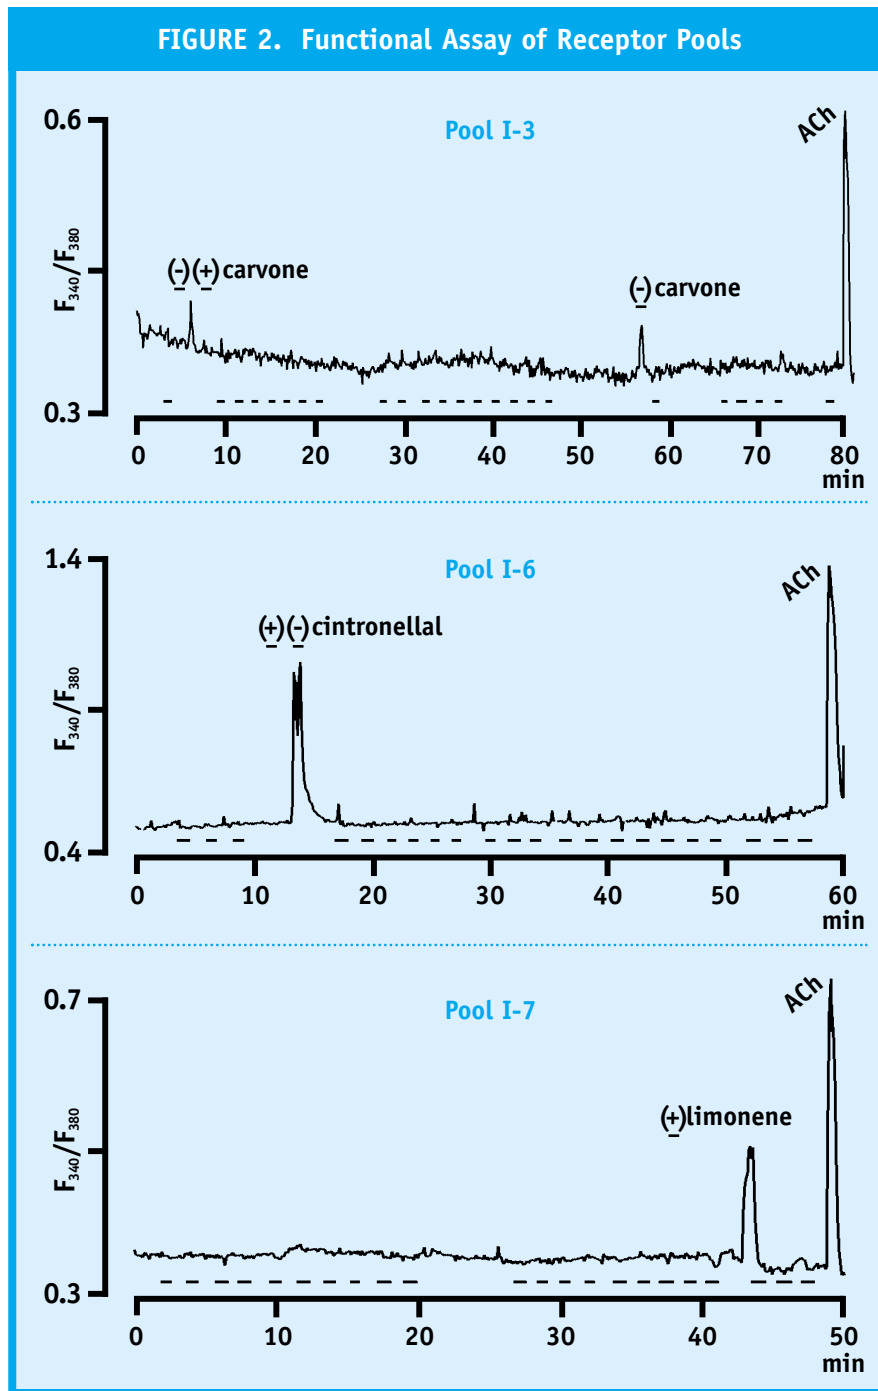 FIGURE 2. Functional Assay of Receptor Pools
Pool I-3
ACh
0.6
F340/F380
0.3
(-)(+)carvone
(-)carvone
0 10 20 30 40 50 60 70 80
min
Pool I-6
ACh
1.4
F340/F380
0.4
(+)(-)cintronellal
0 10 20 30 40 50 60
min
Pool I-7
ACh
0.7
F340/F380
0.3
(+)limonene
0 10 20 30 40 50
min